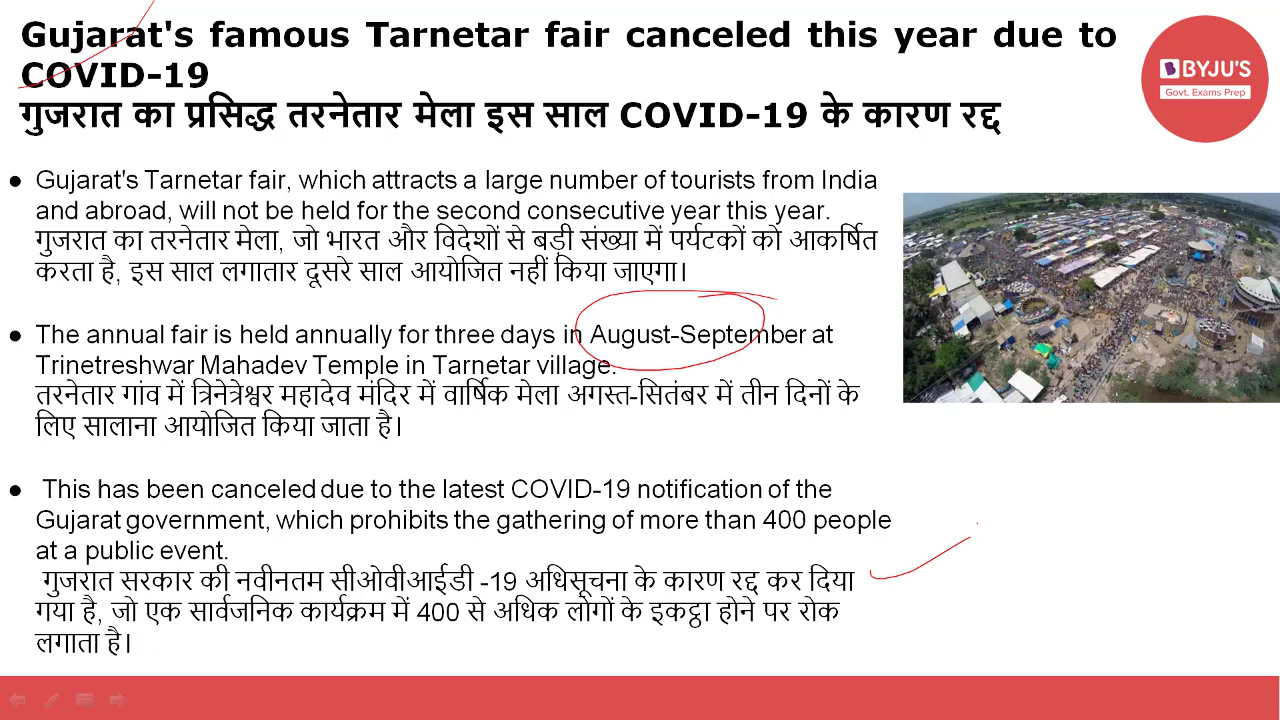 Gujarat's famous Tarnetar fair canceled this year due to
COVID-19
गुजरात का प्रसिद्ध तरनेतार मेला इस साल COVID-19 के कारण रद्द
BYJU'S
Govt. Exams Prep
● Gujarat's Tarnetar fair, which attracts a large number of tourists from India
and abroad, will not be held for the second consecutive year this year.
गुजरात का तरनेतार मेला, जो भारत और विदेशों से बड़ी संख्या में पर्यटकों को आकर्षित
करता है, इस साल लगातार दूसरे साल आयोजित नहीं किया जाएगा।
● The annual fair is held annually for three days in August-September at
Trinetreshwar Mahadev Temple in Tarnetar village.
तरनेतार गांव में त्रिनेत्रेश्वर महादेव मंदिर में वार्षिक मेला अगस्त-सितंबर में तीन दिनों के
लिए सालाना आयोजित किया जाता है।
● This has been canceled due to the latest COVID-19 notification of the
Gujarat government, which prohibits the gathering of more than 400 people
at a public event.
गुजरात सरकार की नवीनतम सीओवीआईडी -19 अधिसूचना के कारण रद्द कर दिया
गया है, जो एक सार्वजनिक कार्यक्रम में 400 से अधिक लोगों के इकट्ठा होने पर रोक
लगाता है।